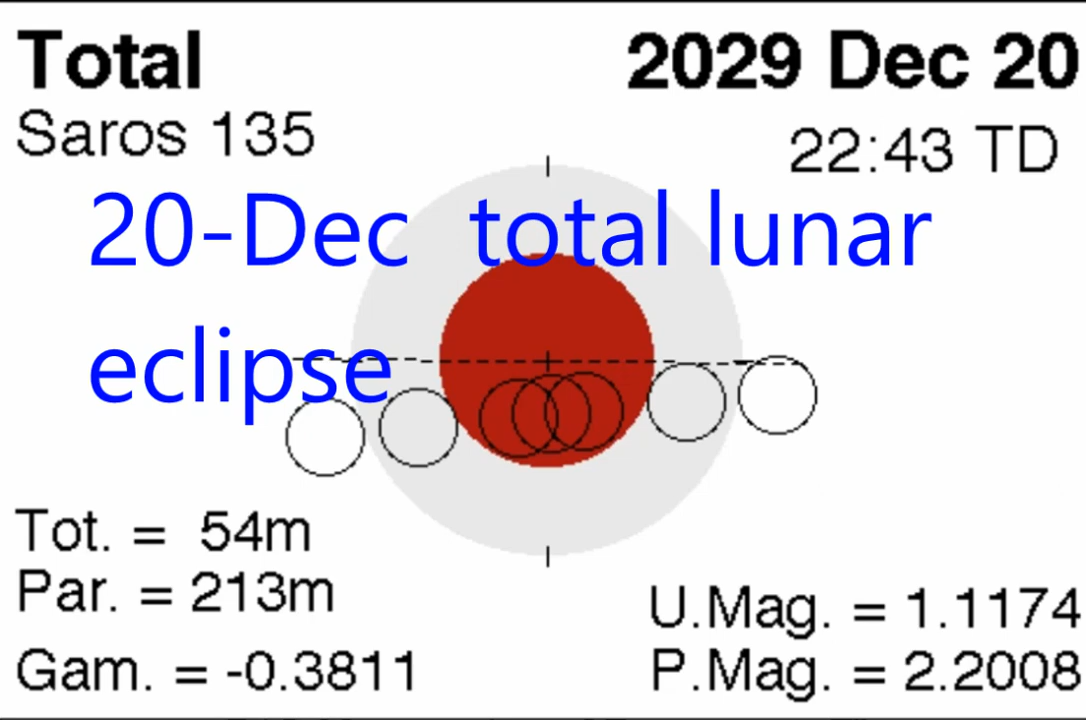 Total 2029 Dec 20
Saros 135 22:43 TD
20-Dec total lunar
eclipse
Tot. = 54m
Par. = 213m
U.Mag. = 1.1174
Gam. = -0.3811
P.Mag. = 2.2008